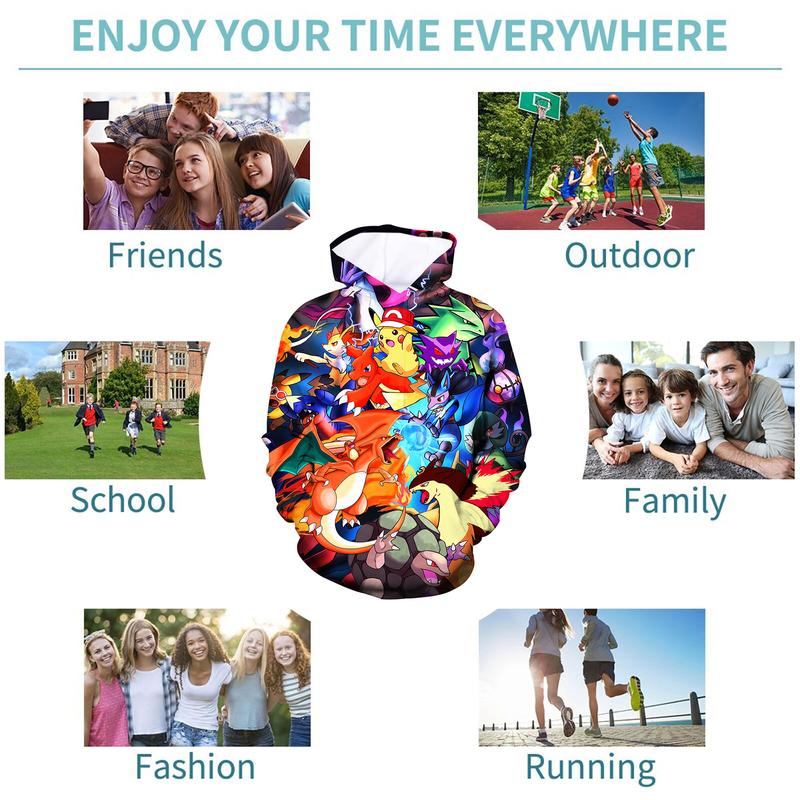 ENJOY YOUR TIME EVERYWHERE
Friends
Outdoor
School
Family
Fashion
Running